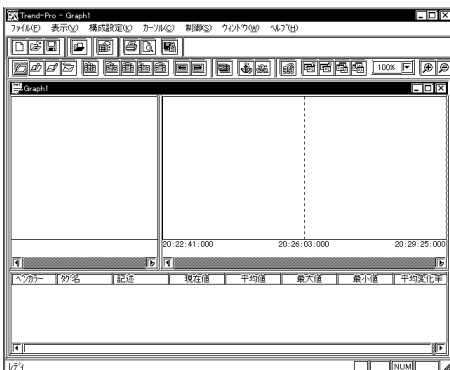 Trend-Pro - Graph1
ファイル(F) 表示(V) 構成設定(K) カーソル(C) 制御(S) ウィンドウ(W) ヘルプ(H)
100%
Graph1
20:22:41:000 20:26:03:000 20:29:25:000
ペンカラー タグ名 記述 現在値 平均値 最大値 最小値 平均変化率
レディ NUM